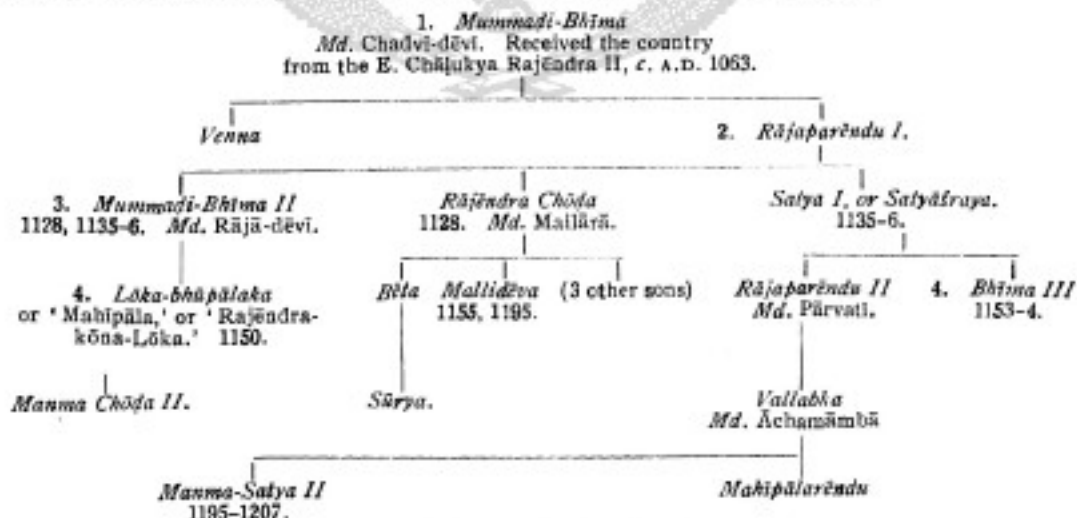 1. Mummaḍi-Bhīma
Md. Chadvī-dēvī. Received the country
from the E. Chāḷukya Rajēndra II, c. A.D. 1063.
Venna
2. Rājaparēndu I.
3. Mummaḍi-Bhīma II
1128, 1135-6. Md. Rājā-dēvī.
Rājēndra Chōḍa
1128. Md. Mailārā.
Satya I, or Satyāśraya.
1135-6.
4. Lōka-bhūpālaka
or 'Mahīpāla,' or 'Rajēndra-
kōna-Lōka.' 1150.
Bēta Mallidēva (3 other sons)
1155, 1195.
Rājaparēndu II
Md. Pārvatī.
4. Bhīma III
1153-4.
Manma Chōḍa II.
Sūrya.
Vallabha
Md. Āchamāmbā
Manma-Satya II
1195-1207.
Mahīpālarēndu